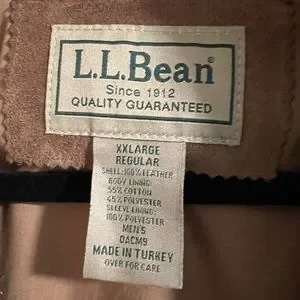 L.L.Bean®
Since 1912
QUALITY GUARANTEED
XXLARGE
REGULAR
SHELL:100% LEATHER
BODY LINING:
55% COTTON
45% POLYESTER
SLEEVE LINING:
100% POLYESTER
MEN'S
OACM9
MADE IN TURKEY
OVER FOR CARE